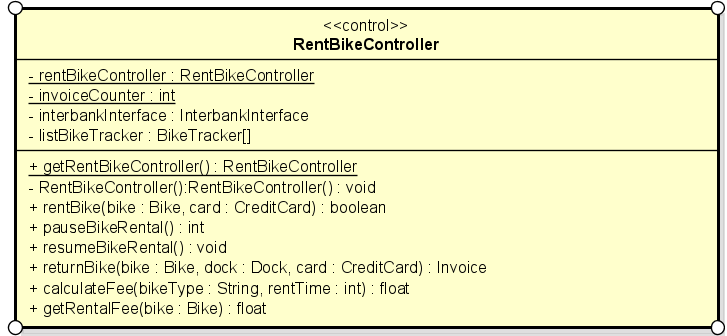 <<control>>
RentBikeController
- rentBikeController : RentBikeController
- invoiceCounter : int
- interbankInterface : InterbankInterface
- listBikeTracker : BikeTracker[]
+ getRentBikeController() : RentBikeController
- RentBikeController():RentBikeController() : void
+ rentBike(bike : Bike, card : CreditCard) : boolean
+ pauseBikeRental() : int
+ resumeBikeRental() : void
+ returnBike(bike : Bike, dock : Dock, card : CreditCard) : Invoice
+ calculateFee(bikeType : String, rentTime : int) : float
+ getRentalFee(bike : Bike) : float